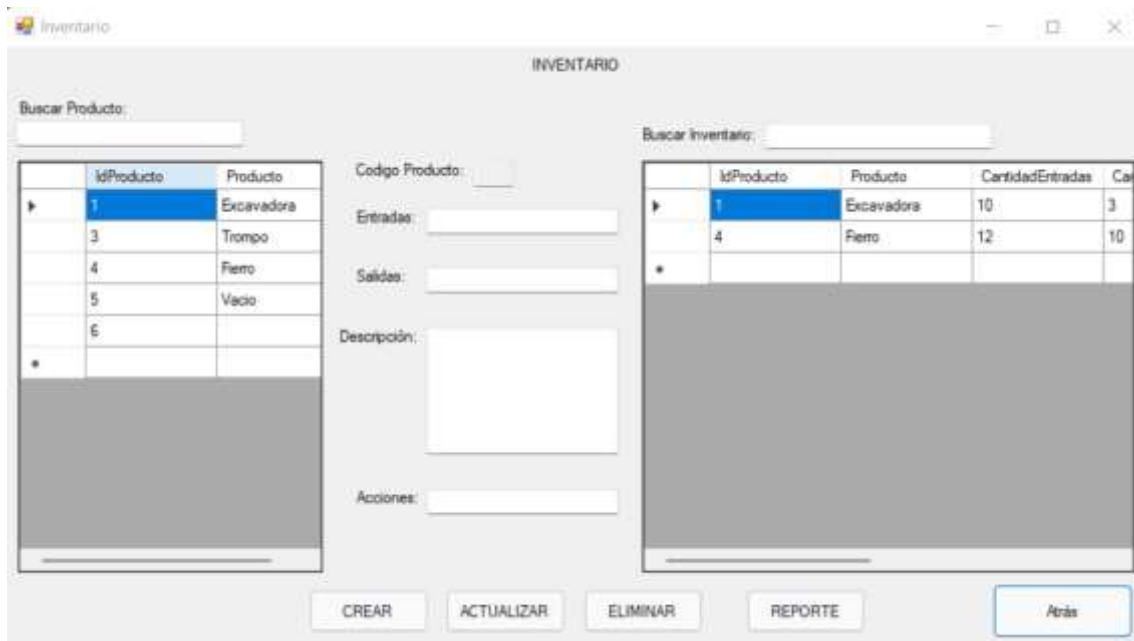 Inventario
INVENTARIO
Buscar Producto:
Buscar Inventario:
IdProducto Producto
1 Excavadora
3 Trompo
4 Fierro
5 Vacio
6
Codigo Producto:
Entradas:
Salidas:
Descripción:
Acciones:
IdProducto Producto CantidadEntradas Can
1 Excavadora 10 3
4 Fierro 12 10
CREAR ACTUALIZAR ELIMINAR REPORTE Atrás